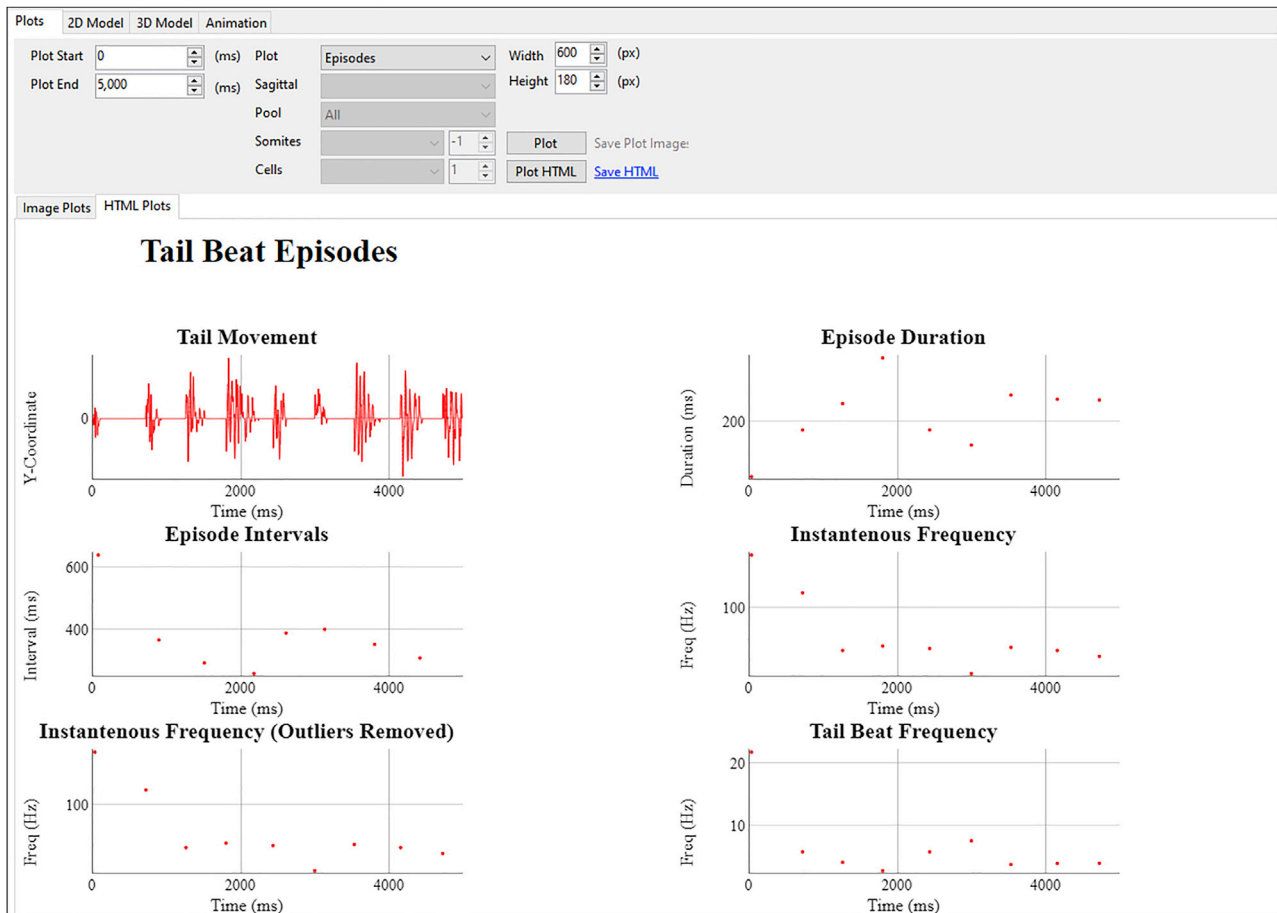 Plots 2D Model 3D Model Animation
Plot Start 0 (ms) Plot Episodes Width 600 (px)
Plot End 5,000 (ms) Sagittal Height 180 (px)
Pool All
Somites -1 Plot Save Plot Images
Cells 1 Plot HTML Save HTML
Image Plots HTML Plots
Tail Beat Episodes
Tail Movement
Y-Coordinate
0
0 2000 4000
Time (ms)
Episode Duration
Duration (ms)
200
0 2000 4000
Time (ms)
Episode Intervals
Interval (ms)
600
400
0 2000 4000
Time (ms)
Instantenous Frequency
Freq (Hz)
100
0 2000 4000
Time (ms)
Instantenous Frequency (Outliers Removed)
Freq (Hz)
100
0 2000 4000
Time (ms)
Tail Beat Frequency
Freq (Hz)
20
10
0 2000 4000
Time (ms)